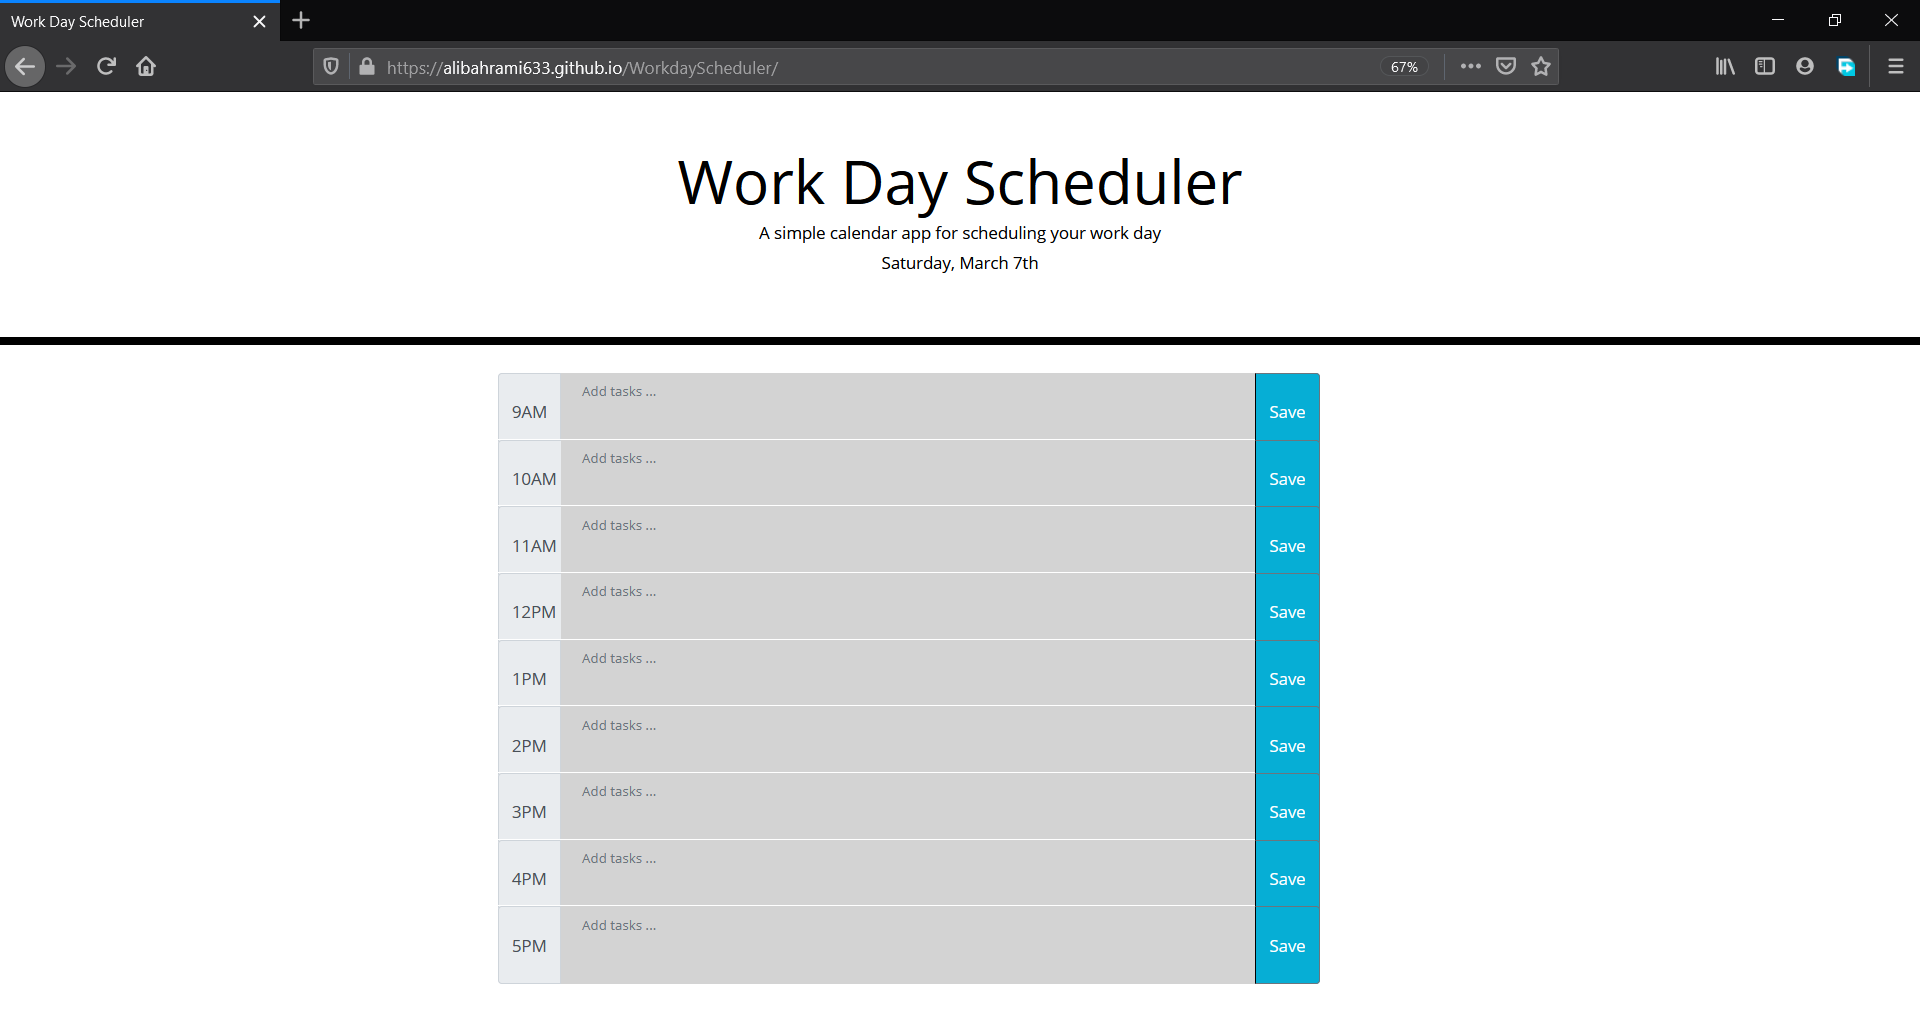 Work Day Scheduler
https://alibahrami633.github.io/WorkdayScheduler/ 67%
Work Day Scheduler
A simple calendar app for scheduling your work day
Saturday, March 7th
9AM Add tasks ... Save
10AM Add tasks ... Save
11AM Add tasks ... Save
12PM Add tasks ... Save
1PM Add tasks ... Save
2PM Add tasks ... Save
3PM Add tasks ... Save
4PM Add tasks ... Save
5PM Add tasks ... Save